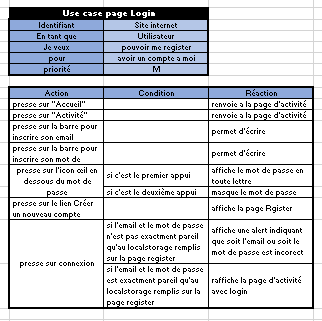 Use case page Login
Identifiant Site internet
En tant que Utilisateur
Je veux pouvoir me register
pour avoir un compte a moi
priorité M
Action Condition Réaction
presse sur "Accueil" renvoie a la page d'activité
presse sur "Activité" renvoie a la page d'activité
presse sur la barre pour
inscrire son email
permet d'écrire
presse sur la barre pour
inscrire son mot de
permet d'écrire
presse sur l'icon œil en
dessous du mot de
passe
si c'est le premier appui
affiche le mot de passe en
toute lettre
si c'est le deuxième appui masque le mot de passe
presse sur le lien Créer
un nouveau compte
affiche la page Rgister
presse sur connexion
si l'email et le mot de passe
n'est pas exactment pareil
qu'au localstorage remplis
sur la page register
affiche une alert indiquant
que soit l'email ou soit le
mot de passe est incorect
si l'email et le mot de passe
est exactment pareil qu'au
localstorage remplis sur la
page register
raffiche la page d'activité
avec login